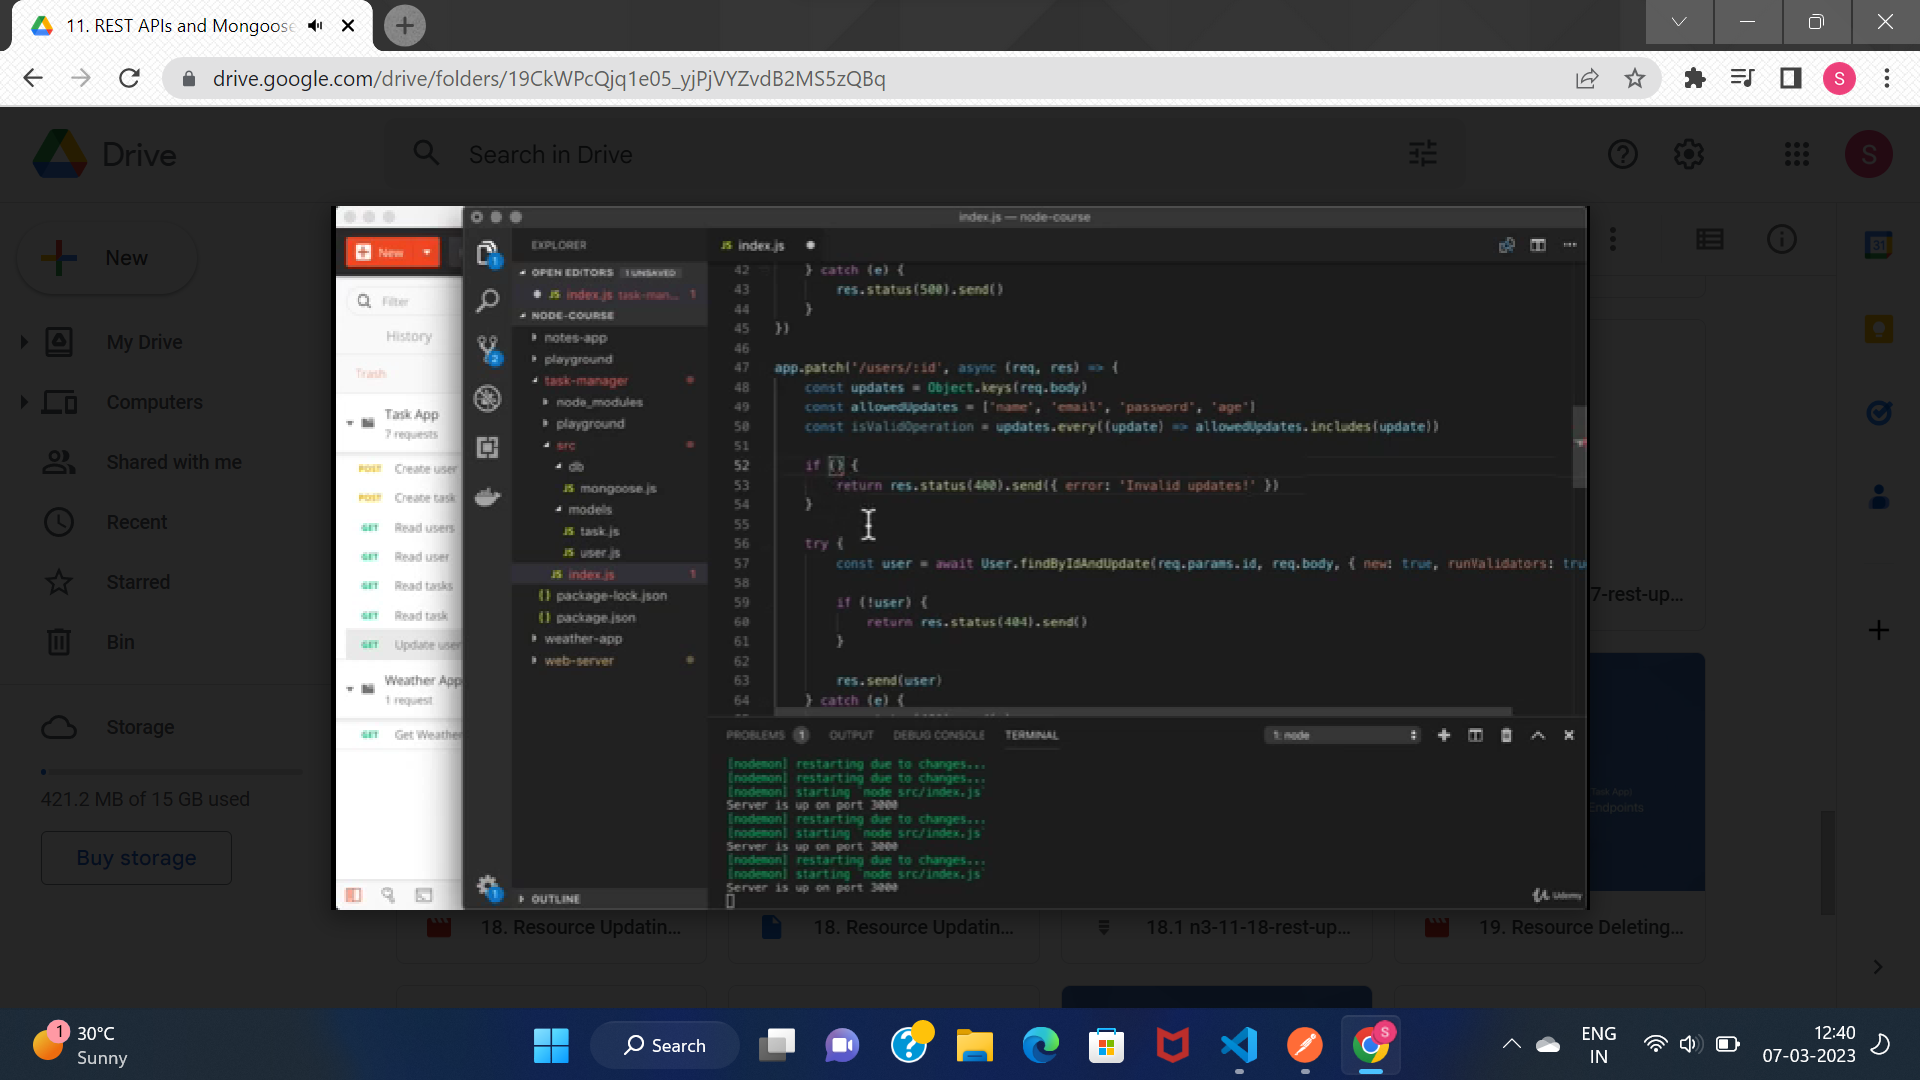 11. REST APIs and Mongoose
drive.google.com/drive/folders/19CkWPcQjq1e05_yjPjVYZvdB2MS5zQBq
S
Drive
Search in Drive
S
New
My Drive
Computers
Shared with me
Recent
Starred
Bin
Storage
421.2 MB of 15 GB used
Buy storage
31
New
Filter
History
Trash
Task App
7 requests
POST Create user
POST Create task
GET Read users
GET Read user
GET Read tasks
GET Read task
GET Update user
Weather App
1 request
GET Get Weather
index.js — node-course
EXPLORER
OPEN EDITORS 1 UNSAVED
JS index.js task-man... 1
NODE-COURSE
notes-app
playground
task-manager
node_modules
playground
src
db
JS mongoose.js
models
JS task.js
JS user.js
JS index.js 1
{} package-lock.json
{} package.json
weather-app
web-server
OUTLINE
1
2
1
JS index.js
42 } catch (e) {
43 res.status(500).send()
44 }
45 })
46
47 app.patch('/users/:id', async (req, res) => {
48 const updates = Object.keys(req.body)
49 const allowedUpdates = ['name', 'email', 'password', 'age']
50 const isValidOperation = updates.every((update) => allowedUpdates.includes(update))
51
52 if () {
53 return res.status(400).send({ error: 'Invalid updates!' })
54 }
55
56 try {
57 const user = await User.findByIdAndUpdate(req.params.id, req.body, { new: true, runValidators: tru
58
59 if (!user) {
60 return res.status(404).send()
61 }
62
63 res.send(user)
64 } catch (e) {
PROBLEMS 1 OUTPUT DEBUG CONSOLE TERMINAL 1: node
[nodemon] restarting due to changes...
[nodemon] restarting due to changes...
[nodemon] starting `node src/index.js`
Server is up on port 3000
[nodemon] restarting due to changes...
[nodemon] starting `node src/index.js`
Server is up on port 3000
[nodemon] restarting due to changes...
[nodemon] starting `node src/index.js`
Server is up on port 3000
Udemy
7-rest-up...
Endpoints
18. Resource Updatin...
18. Resource Updatin...
18.1 n3-11-18-rest-up...
19. Resource Deleting...
1
30°C
Sunny
Search
S
ENG
IN
12:40
07-03-2023